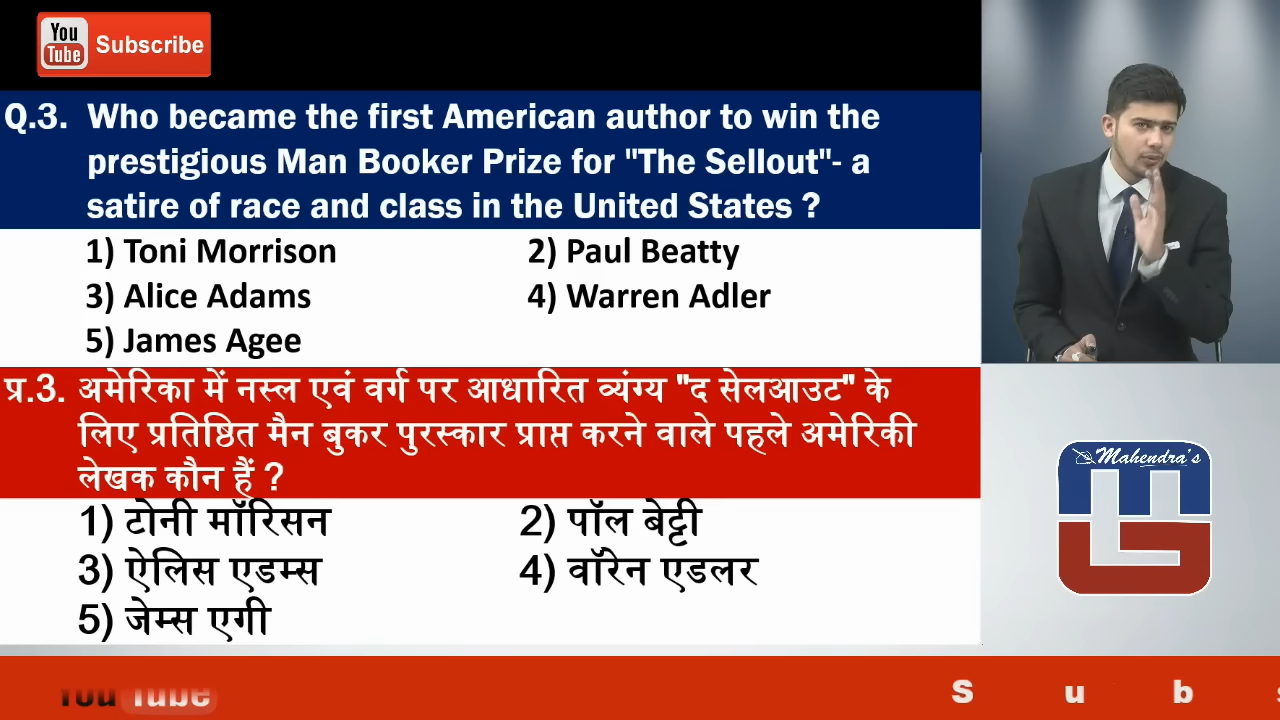 You
Tube Subscribe
Q.3. Who became the first American author to win the
prestigious Man Booker Prize for "The Sellout"- a
satire of race and class in the United States ?
1) Toni Morrison 2) Paul Beatty
3) Alice Adams 4) Warren Adler
5) James Agee
प्र.3. अमेरिका में नस्ल एवं वर्ग पर आधारित व्यंग्य "द सेलआउट" के
लिए प्रतिष्ठित मैन बुकर पुरस्कार प्राप्त करने वाले पहले अमेरिकी
लेखक कौन हैं ?
1) टोनी मॉरिसन 2) पॉल बेट्टी
3) ऐलिस एडम्स 4) वॉरेन एडलर
5) जेम्स एगी
Mahendra's
YouTube S u b s